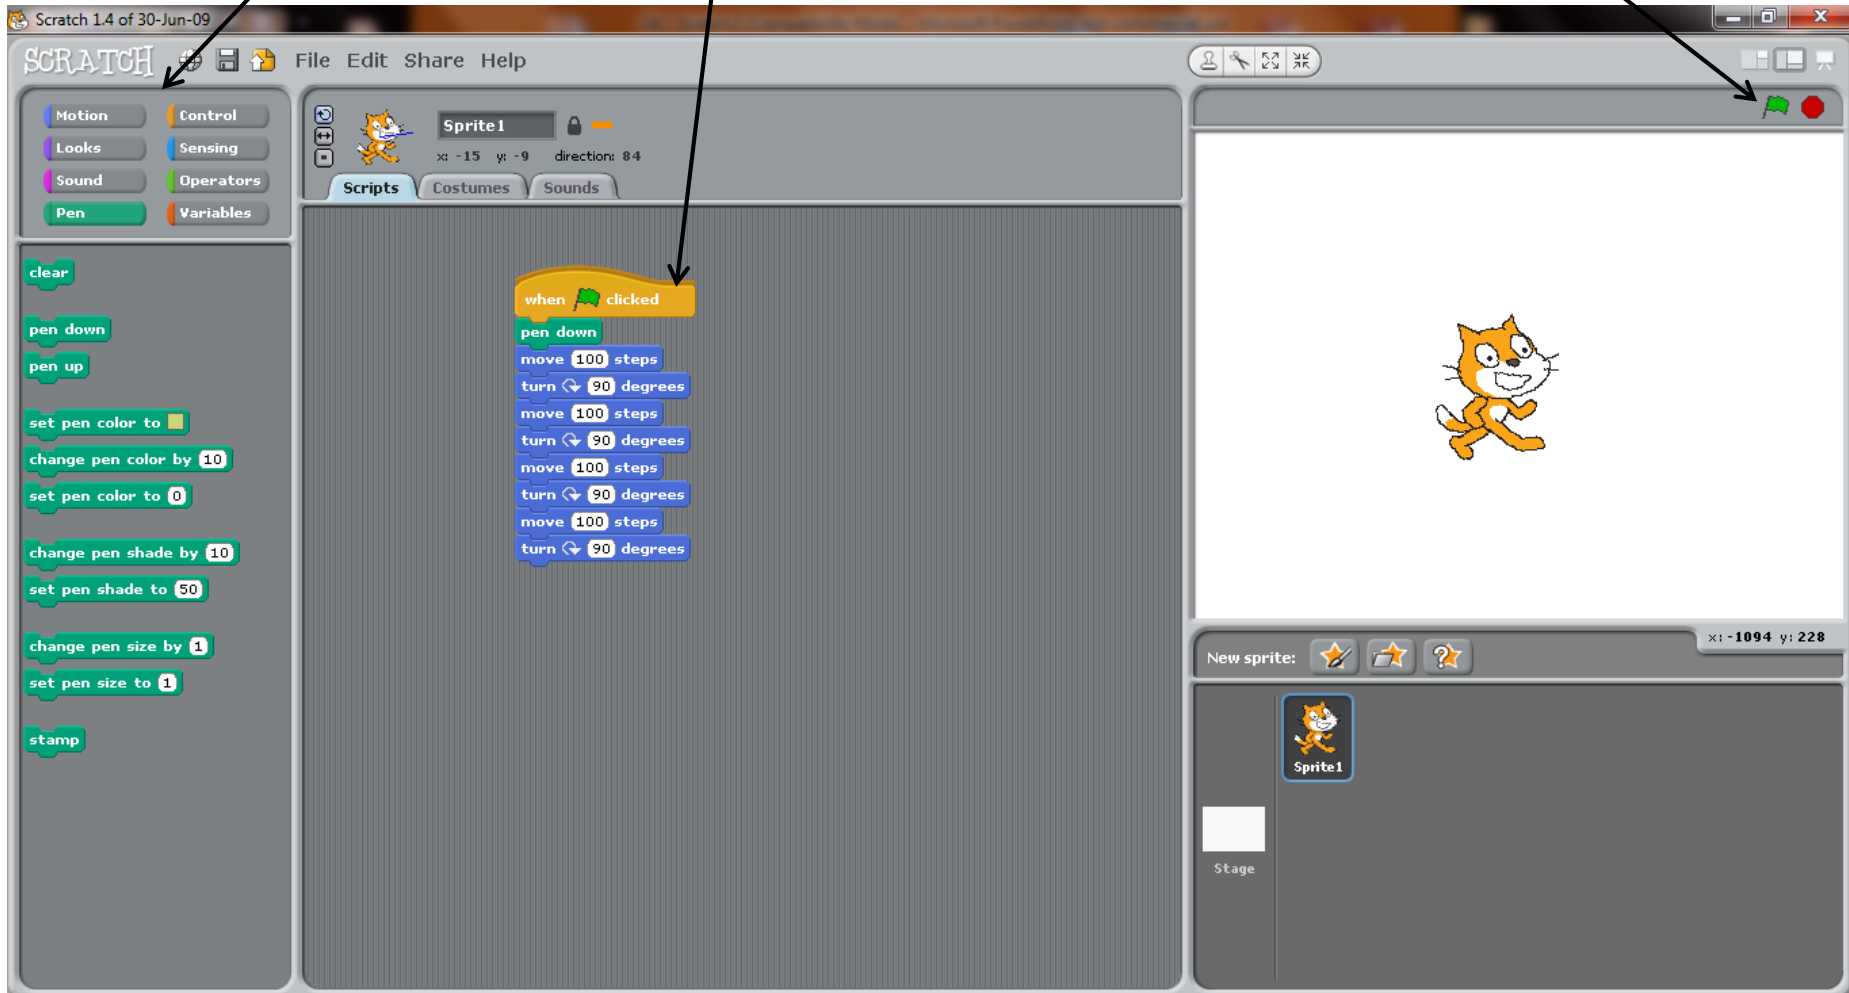 Scratch 1.4 of 30-Jun-09
SCRATCH File Edit Share Help
Motion Control
Looks Sensing
Sound Operators
Pen Variables
clear
pen down
pen up
set pen color to
change pen color by 10
set pen color to 0
change pen shade by 10
set pen shade to 50
change pen size by 1
set pen size to 1
stamp
Sprite1
x: -15 y: -9 direction: 84
Scripts Costumes Sounds
when clicked
pen down
move 100 steps
turn 90 degrees
move 100 steps
turn 90 degrees
move 100 steps
turn 90 degrees
move 100 steps
turn 90 degrees
x: -1094 y: 228
New sprite:
Sprite1
Stage